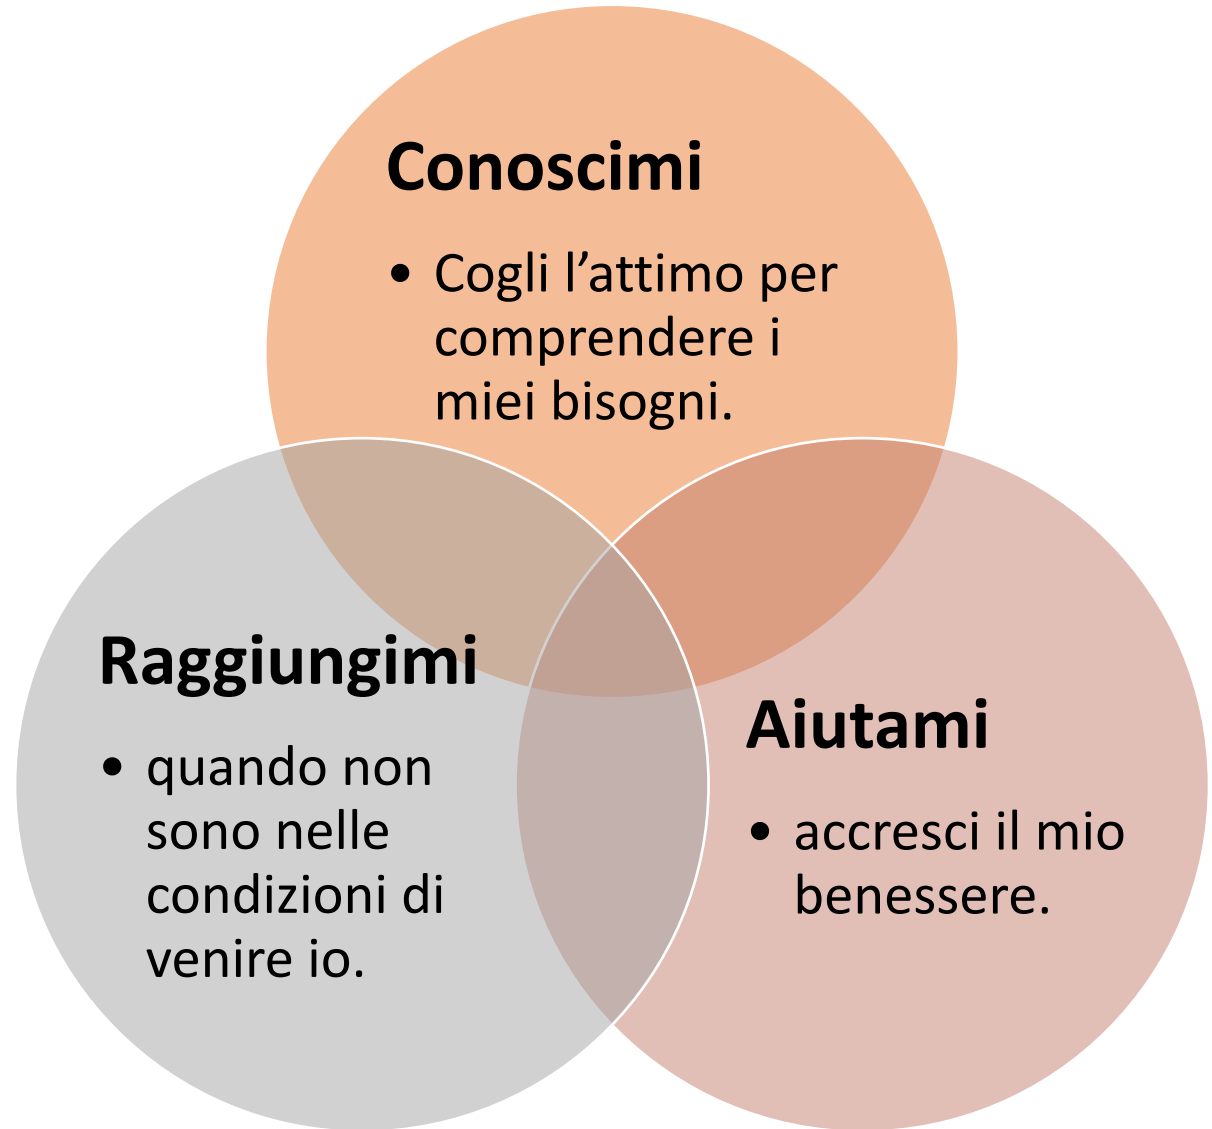 Conoscimi
• Cogli l’attimo per
comprendere i
miei bisogni.
Raggiungimi
• quando non
sono nelle
condizioni di
venire io.
Aiutami
• accresci il mio
benessere.